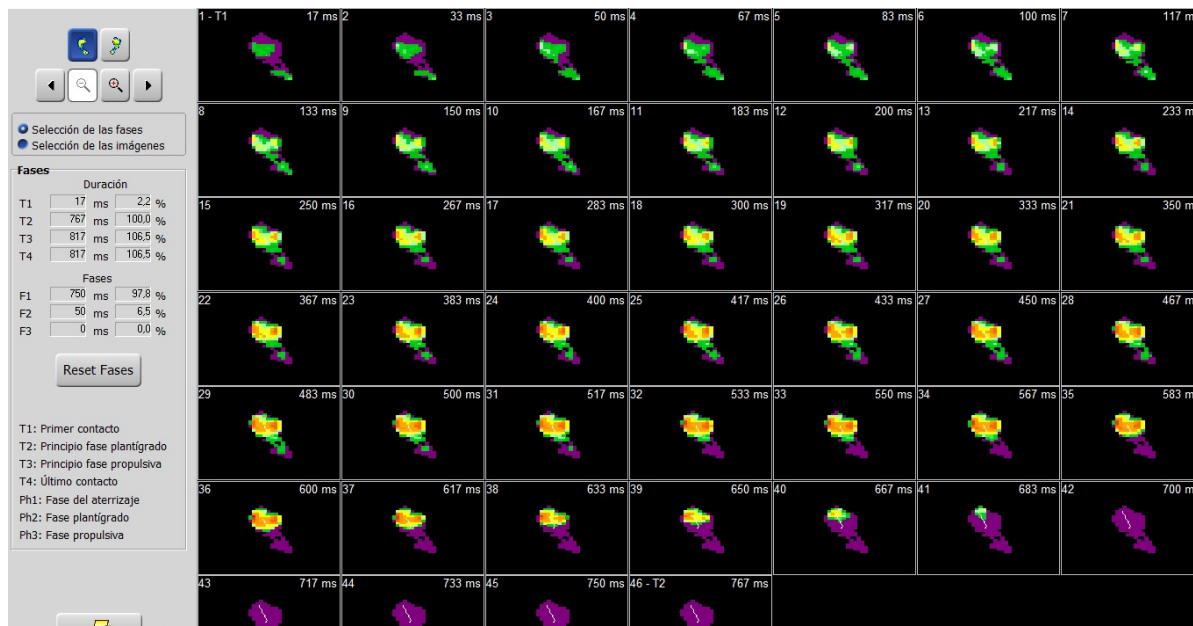 1 - T1 17 ms 2 33 ms 3 50 ms 4 67 ms 5 83 ms 6 100 ms 7 117 m
8 133 ms 9 150 ms 10 167 ms 11 183 ms 12 200 ms 13 217 ms 14 233 m
Selección de las fases
Selección de las imágenes
Fases
Duración
T1 17 ms 2,2 %
T2 767 ms 100,0 %
T3 817 ms 106,5 %
T4 817 ms 106,5 %
Fases
F1 750 ms 97,8 %
F2 50 ms 6,5 %
F3 0 ms 0,0 %
Reset Fases
T1: Primer contacto
T2: Principio fase plantígrado
T3: Principio fase propulsiva
T4: Último contacto
Ph1: Fase del aterrizaje
Ph2: Fase plantígrado
Ph3: Fase propulsiva
15 250 ms 16 267 ms 17 283 ms 18 300 ms 19 317 ms 20 333 ms 21 350 m
22 367 ms 23 383 ms 24 400 ms 25 417 ms 26 433 ms 27 450 ms 28 467 m
29 483 ms 30 500 ms 31 517 ms 32 533 ms 33 550 ms 34 567 ms 35 583 m
36 600 ms 37 617 ms 38 633 ms 39 650 ms 40 667 ms 41 683 ms 42 700 m
43 717 ms 44 733 ms 45 750 ms 46 - T2 767 ms